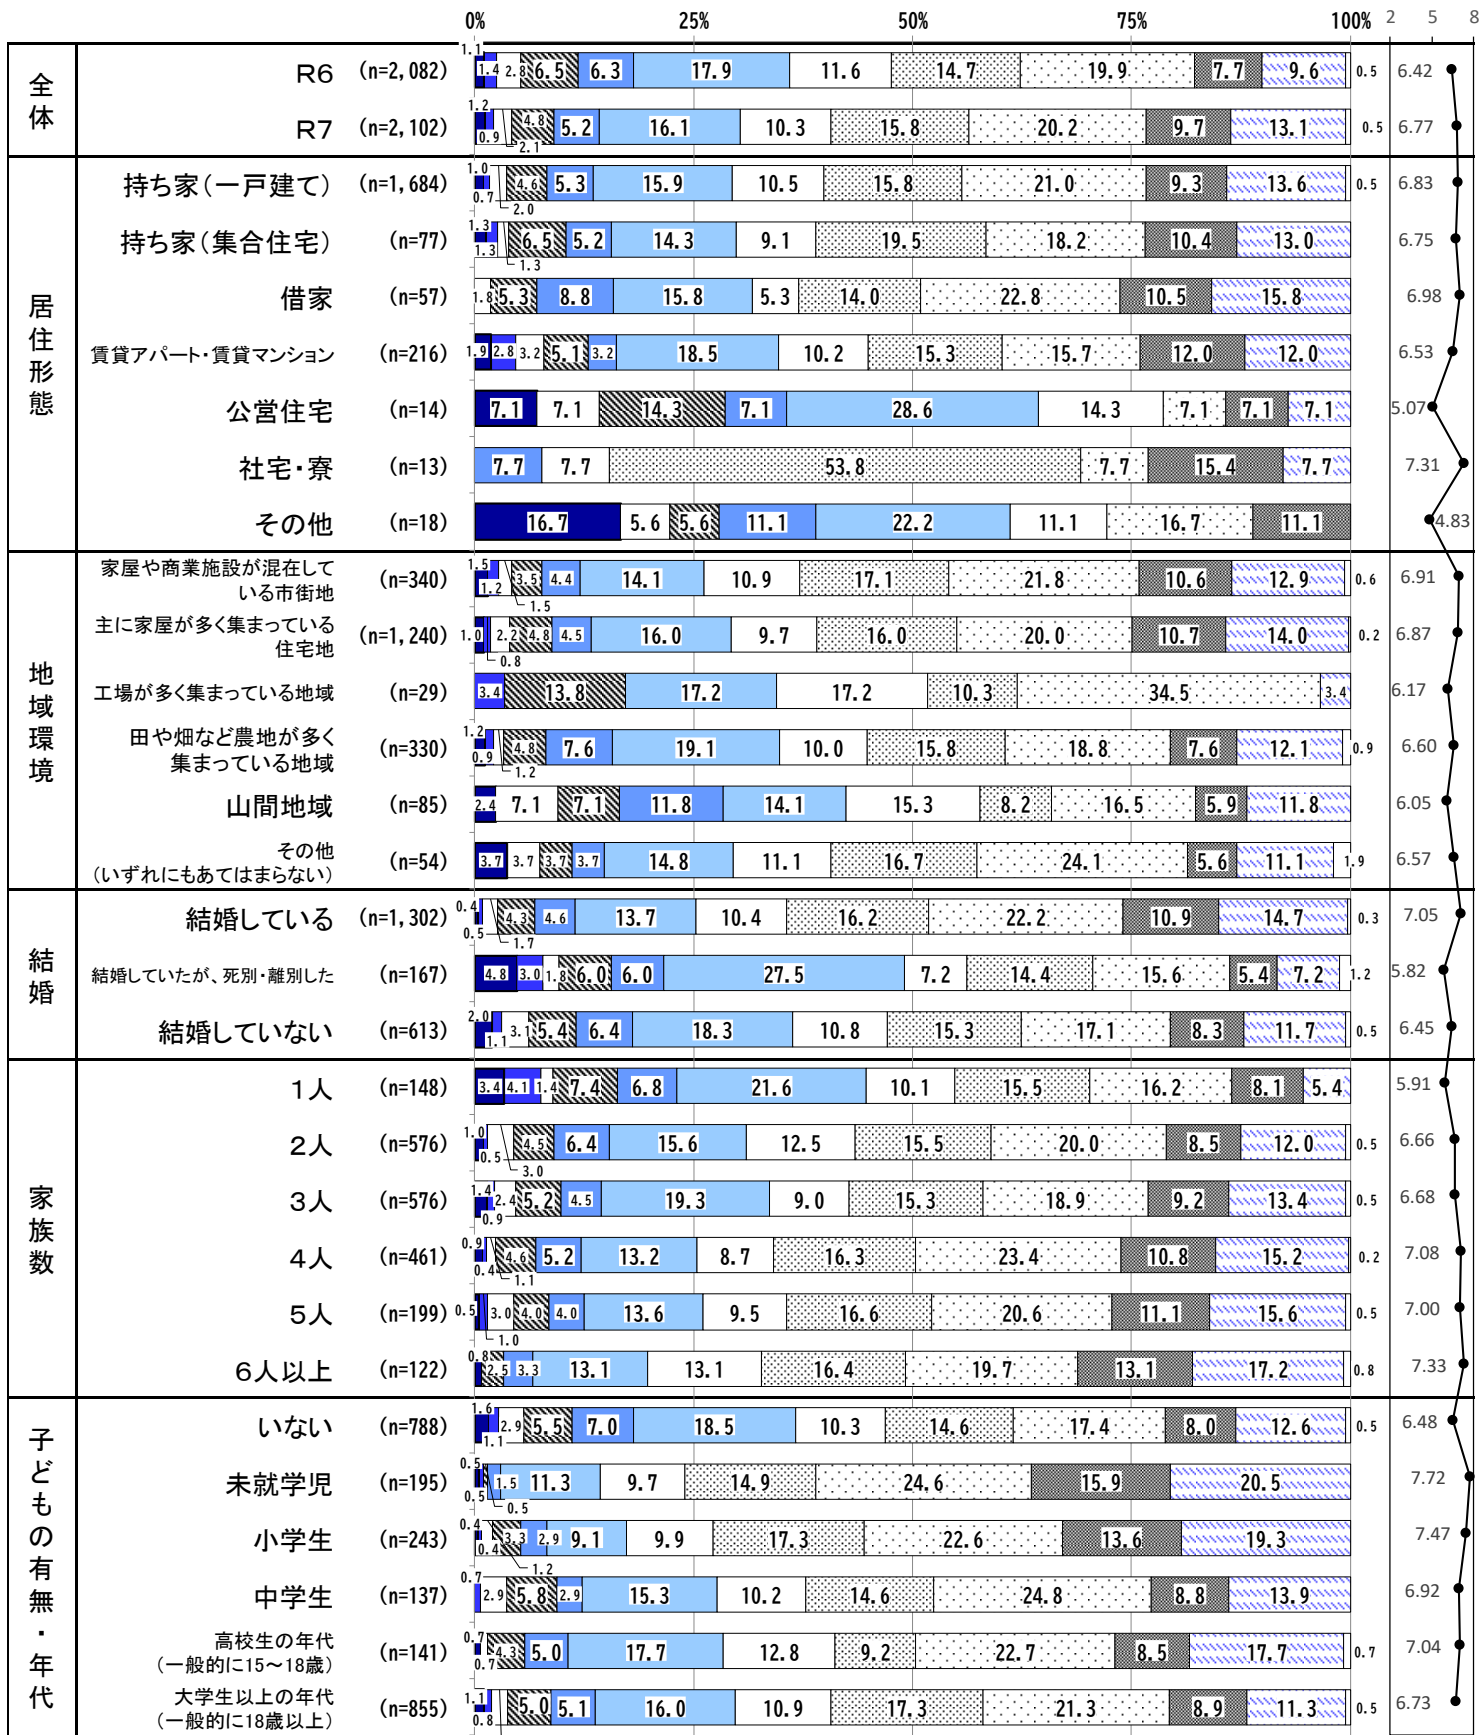 0% 25% 50% 75% 100% 2 5 8
全体
R6 (n=2,082) 1.1 1.4 2.8 6.5 6.3 17.9 11.6 14.7 19.9 7.7 9.6 0.5 6.42
R7 (n=2,102) 1.2 0.9 2.1 4.8 5.2 16.1 10.3 15.8 20.2 9.7 13.1 0.5 6.77
居住形態
持ち家(一戸建て) (n=1,684) 1.0 0.7 2.0 4.6 5.3 15.9 10.5 15.8 21.0 9.3 13.6 0.5 6.83
持ち家(集合住宅) (n=77) 1.3 1.3 1.3 6.5 5.2 14.3 9.1 19.5 18.2 10.4 13.0 6.75
借家 (n=57) 1.8 5.3 8.8 15.8 5.3 14.0 22.8 10.5 15.8 6.98
賃貸アパート・賃貸マンション (n=216) 1.9 2.8 3.2 5.1 3.2 18.5 10.2 15.3 15.7 12.0 12.0 6.53
公営住宅 (n=14) 7.1 7.1 14.3 7.1 28.6 14.3 7.1 7.1 7.1 5.07
社宅・寮 (n=13) 7.7 7.7 53.8 7.7 15.4 7.7 7.31
その他 (n=18) 16.7 5.6 5.6 11.1 22.2 11.1 16.7 11.1 4.83
地域環境
家屋や商業施設が混在して
いる市街地 (n=340) 1.5 1.2 1.5 3.5 4.4 14.1 10.9 17.1 21.8 10.6 12.9 0.6 6.91
主に家屋が多く集まっている
住宅地 (n=1,240) 1.0 0.8 2.2 4.8 4.5 16.0 9.7 16.0 20.0 10.7 14.0 0.2 6.87
工場が多く集まっている地域 (n=29) 3.4 13.8 17.2 17.2 10.3 34.5 3.4 6.17
田や畑など農地が多く
集まっている地域 (n=330) 1.2 0.9 1.2 4.8 7.6 19.1 10.0 15.8 18.8 7.6 12.1 0.9 6.60
山間地域 (n=85) 2.4 7.1 7.1 11.8 14.1 15.3 8.2 16.5 5.9 11.8 6.05
その他
(いずれにもあてはまらない) (n=54) 3.7 3.7 3.7 3.7 14.8 11.1 16.7 24.1 5.6 11.1 1.9 6.57
結婚
結婚している (n=1,302) 0.4 0.5 1.7 4.3 4.6 13.7 10.4 16.2 22.2 10.9 14.7 0.3 7.05
結婚していたが、死別・離別した (n=167) 4.8 3.0 1.8 6.0 6.0 27.5 7.2 14.4 15.6 5.4 7.2 1.2 5.82
結婚していない (n=613) 2.0 1.1 3.1 5.4 6.4 18.3 10.8 15.3 17.1 8.3 11.7 0.5 6.45
家族数
1人 (n=148) 3.4 4.1 1.4 7.4 6.8 21.6 10.1 15.5 16.2 8.1 5.4 5.91
2人 (n=576) 1.0 0.5 3.0 4.5 6.4 15.6 12.5 15.5 20.0 8.5 12.0 0.5 6.66
3人 (n=576) 1.4 0.9 2.4 5.2 4.5 19.3 9.0 15.3 18.9 9.2 13.4 0.5 6.68
4人 (n=461) 0.9 0.4 1.1 4.6 5.2 13.2 8.7 16.3 23.4 10.8 15.2 0.2 7.08
5人 (n=199) 0.5 1.0 3.0 4.0 4.0 13.6 9.5 16.6 20.6 11.1 15.6 0.5 7.00
6人以上 (n=122) 0.8 2.5 3.3 13.1 13.1 16.4 19.7 13.1 17.2 0.8 7.33
子どもの有無・年代
いない (n=788) 1.6 1.1 2.9 5.5 7.0 18.5 10.3 14.6 17.4 8.0 12.6 0.5 6.48
未就学児 (n=195) 0.5 0.5 0.5 1.5 11.3 9.7 14.9 24.6 15.9 20.5 7.72
小学生 (n=243) 0.4 0.4 1.2 3.3 2.9 9.1 9.9 17.3 22.6 13.6 19.3 7.47
中学生 (n=137) 0.7 2.9 5.8 2.9 15.3 10.2 14.6 24.8 8.8 13.9 6.92
高校生の年代
(一般的に15～18歳) (n=141) 0.7 0.7 4.3 5.0 17.7 12.8 9.2 22.7 8.5 17.7 0.7 7.04
大学生以上の年代
(一般的に18歳以上) (n=855) 1.1 0.8 5.0 5.1 16.0 10.9 17.3 21.3 8.9 11.3 0.5 6.73